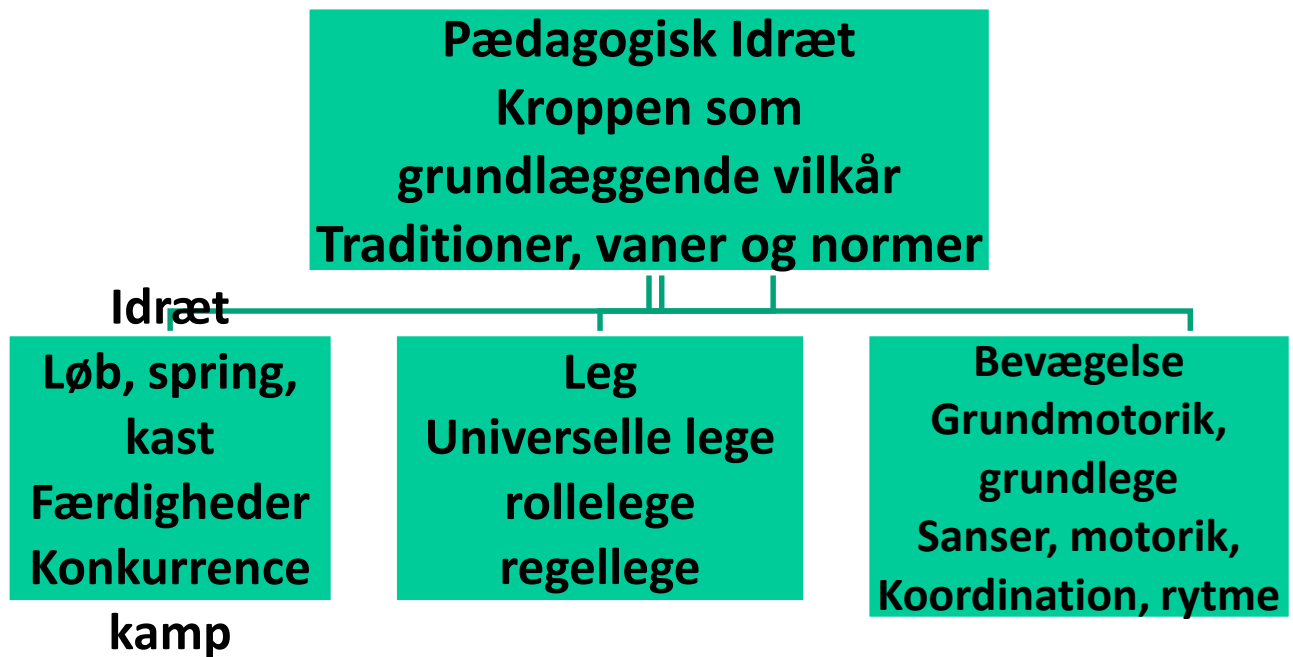 Pædagogisk Idræt
Kroppen som
grundlæggende vilkår
Traditioner, vaner og normer
Idræt
Løb, spring,
kast
Færdigheder
Konkurrence
kamp
Leg
Universelle lege
rollelege
regellege
Bevægelse
Grundmotorik,
grundlege
Sanser, motorik,
Koordination, rytme